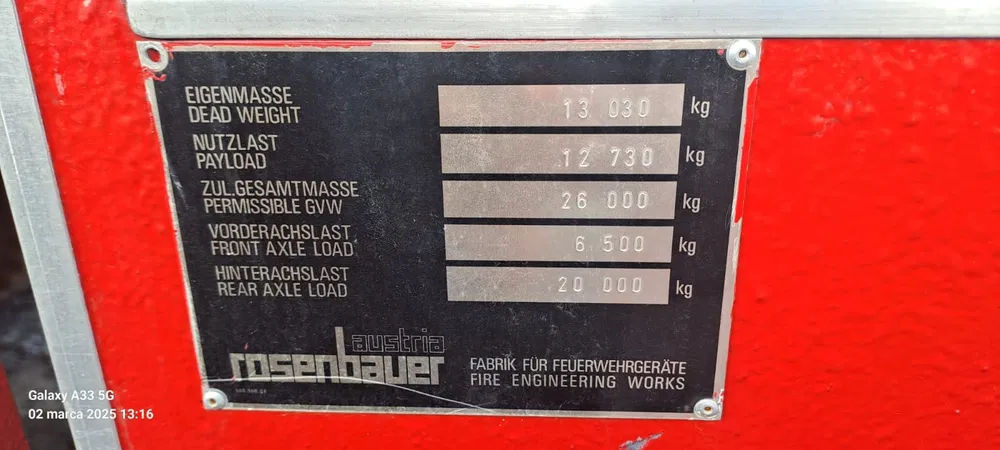 EIGENMASSE
DEAD WEIGHT
13 030 kg
NUTZLAST
PAYLOAD
12 730 kg
ZUL.GESAMTMASSE
PERMISSIBLE GVW
26 000 kg
VORDERACHSLAST
FRONT AXLE LOAD
6 500 kg
HINTERACHSLAST
REAR AXLE LOAD
20 000 kg
austria
rosenbauer
FABRIK FÜR FEUERWEHRGERÄTE
FIRE ENGINEERING WORKS
Galaxy A33 5G
02 marca 2025 13:16